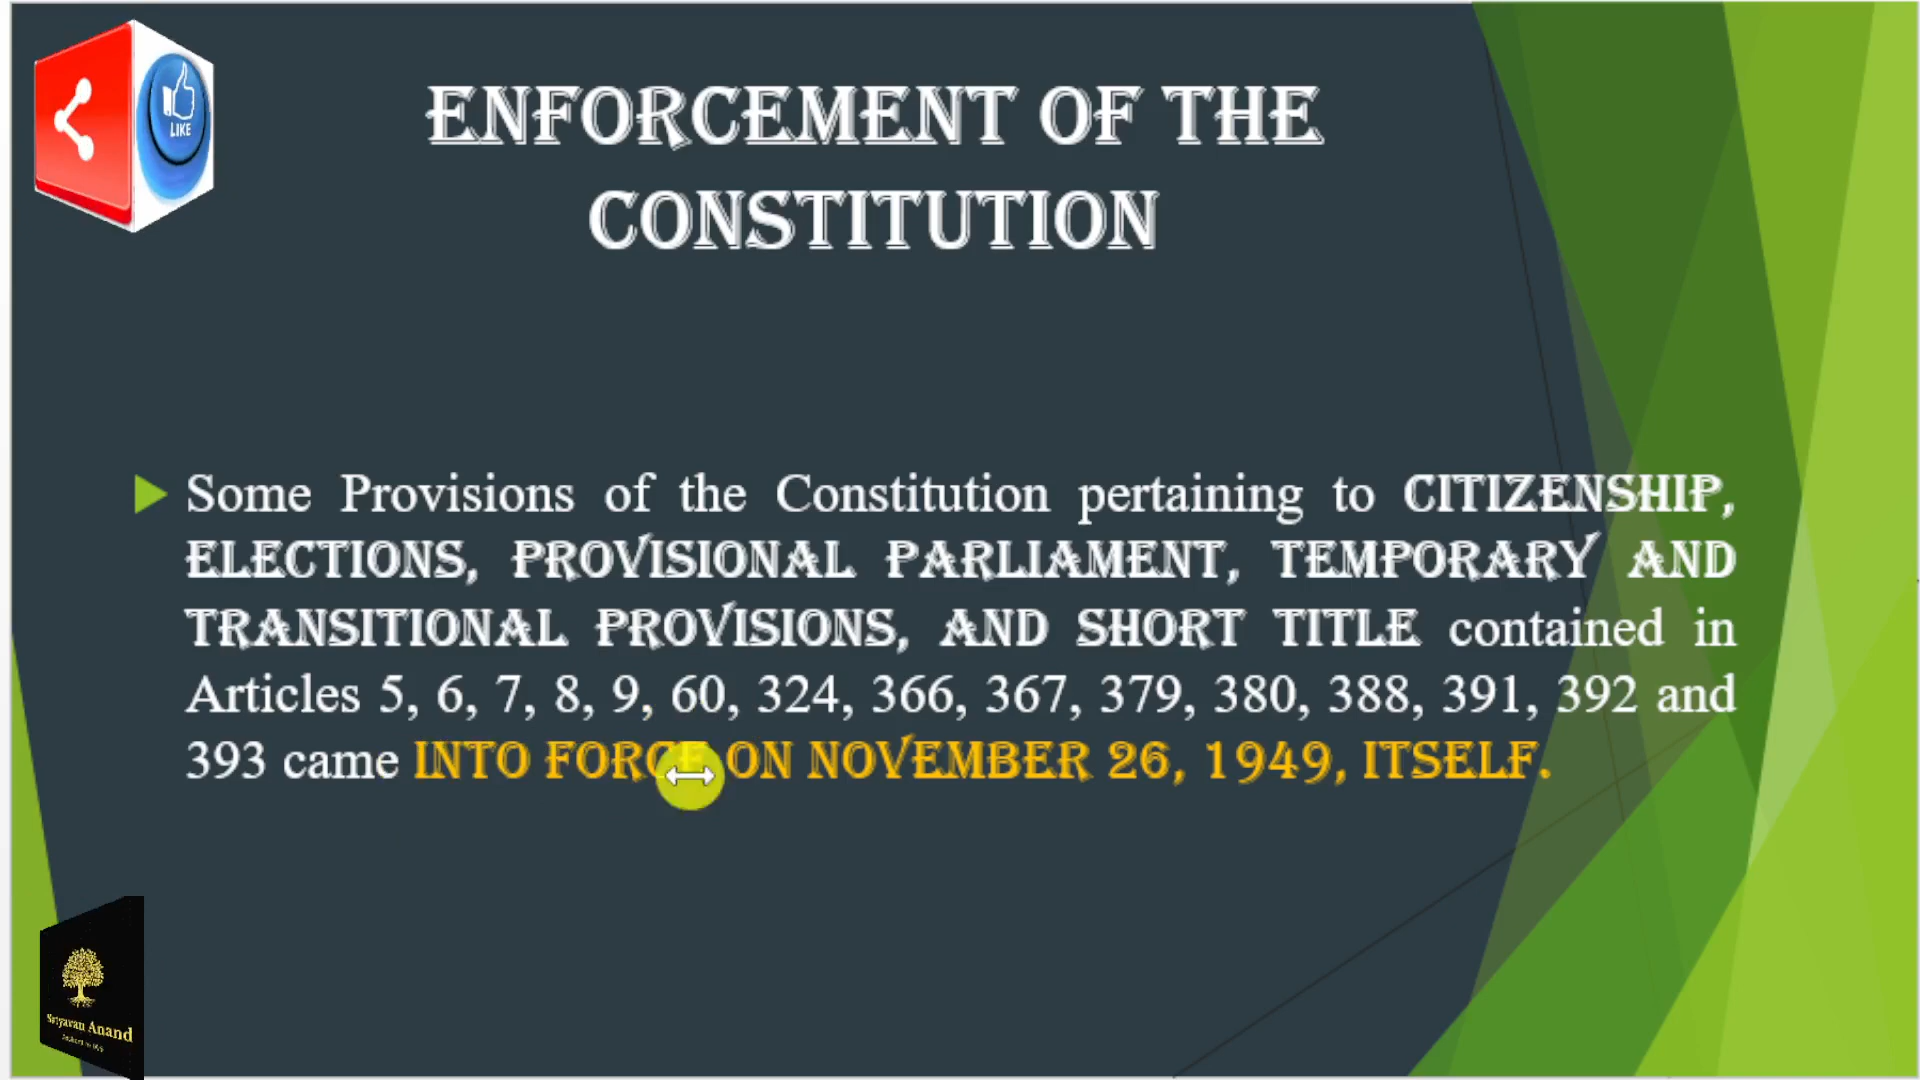 LIKE
ENFORCEMENT OF THE
CONSTITUTION
Some Provisions of the Constitution pertaining to CITIZENSHIP,
ELECTIONS, PROVISIONAL PARLIAMENT, TEMPORARY AND
TRANSITIONAL PROVISIONS, AND SHORT TITLE contained in
Articles 5, 6, 7, 8, 9, 60, 324, 366, 367, 379, 380, 388, 391, 392 and
393 came INTO FORCE ON NOVEMBER 26, 1949, ITSELF.
Satyavan Anand